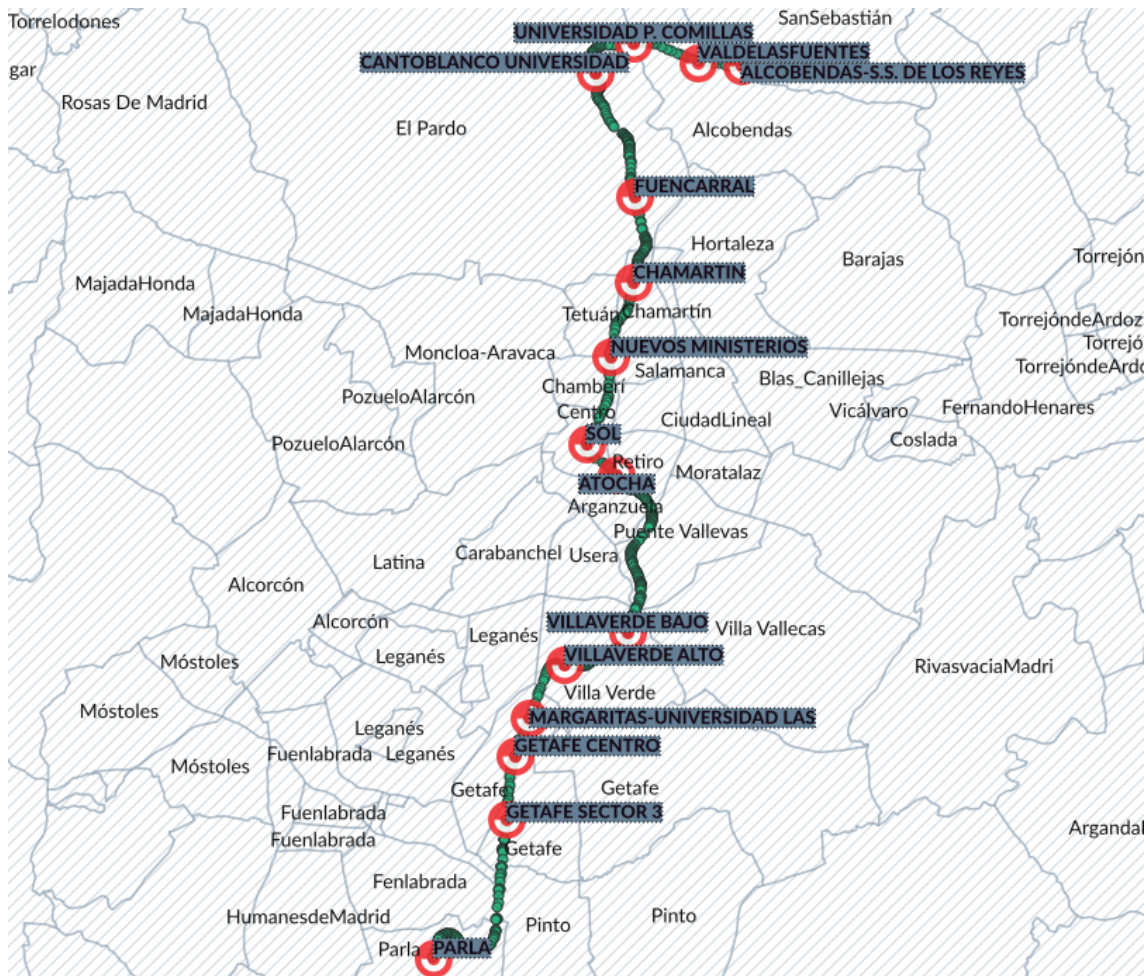 Torrelodones
SanSebastián
UNIVERSIDAD P. COMILLAS
VALDELASFUENTES
CANTOBLANCO UNIVERSIDAD
ALCOBENDAS-S.S. DE LOS REYES
gar
Rosas De Madrid
El Pardo
Alcobendas
FUENCARRAL
Hortaleza
Barajas
Torrejón
CHAMARTIN
MajadaHonda
MajadaHonda
Tetuán
Chamartín
TorrejóndeArdoz
Torrejó
NUEVOS MINISTERIOS
Moncloa-Aravaca
TorrejóndeArdo
Salamanca
Blas_Canillejas
Chamberí
PozueloAlarcón
FernandoHenares
Centro
Vicálvaro
CiudadLineal
SOL
Coslada
PozueloAlarcón
Retiro
Moratalaz
ATOCHA
Arganzuela
Puente Vallevas
Carabanchel
Usera
Latina
Alcorcón
Alcorcón
VILLAVERDE BAJO
Villa Vallecas
Leganés
VILLAVERDE ALTO
Leganés
Móstoles
RivasvaciaMadri
Villa Verde
Móstoles
MARGARITAS-UNIVERSIDAD LAS
Leganés
GETAFE CENTRO
Fuenlabrada
Leganés
Móstoles
Getafe
Getafe
GETAFE SECTOR 3
Fuenlabrada
Arganda
Fuenlabrada
Getafe
Fenlabrada
HumanesdeMadrid
Pinto
Pinto
Parla
PARLA